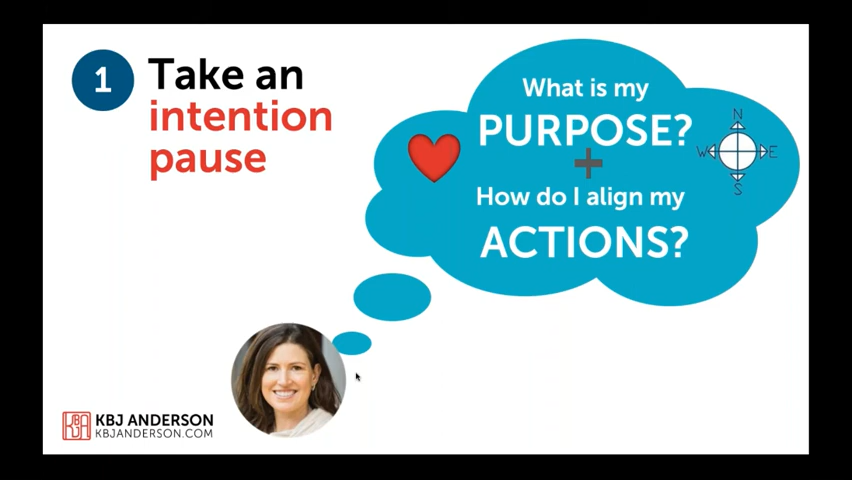 1
Take an
intention
pause
What is my
PURPOSE?
How do I align my
ACTIONS?
N
W E
S
KBJ ANDERSON
KBJANDERSON.COM